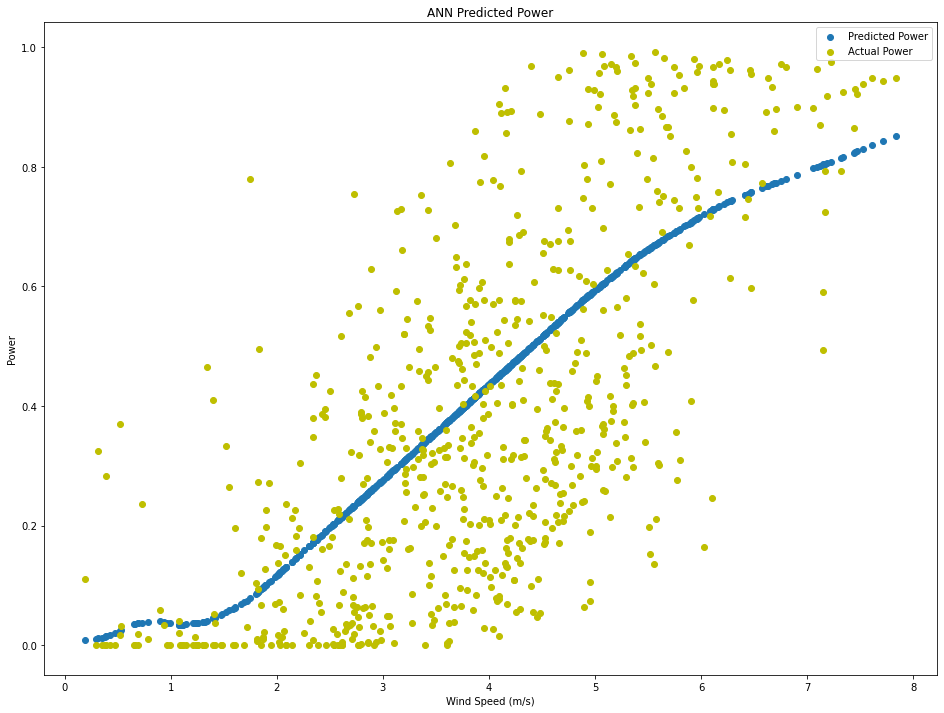 ANN Predicted Power
Predicted Power
Actual Power
1.0
0.8
0.6
0.4
0.2
0.0
Power
0 1 2 3 4 5 6 7 8
Wind Speed (m/s)